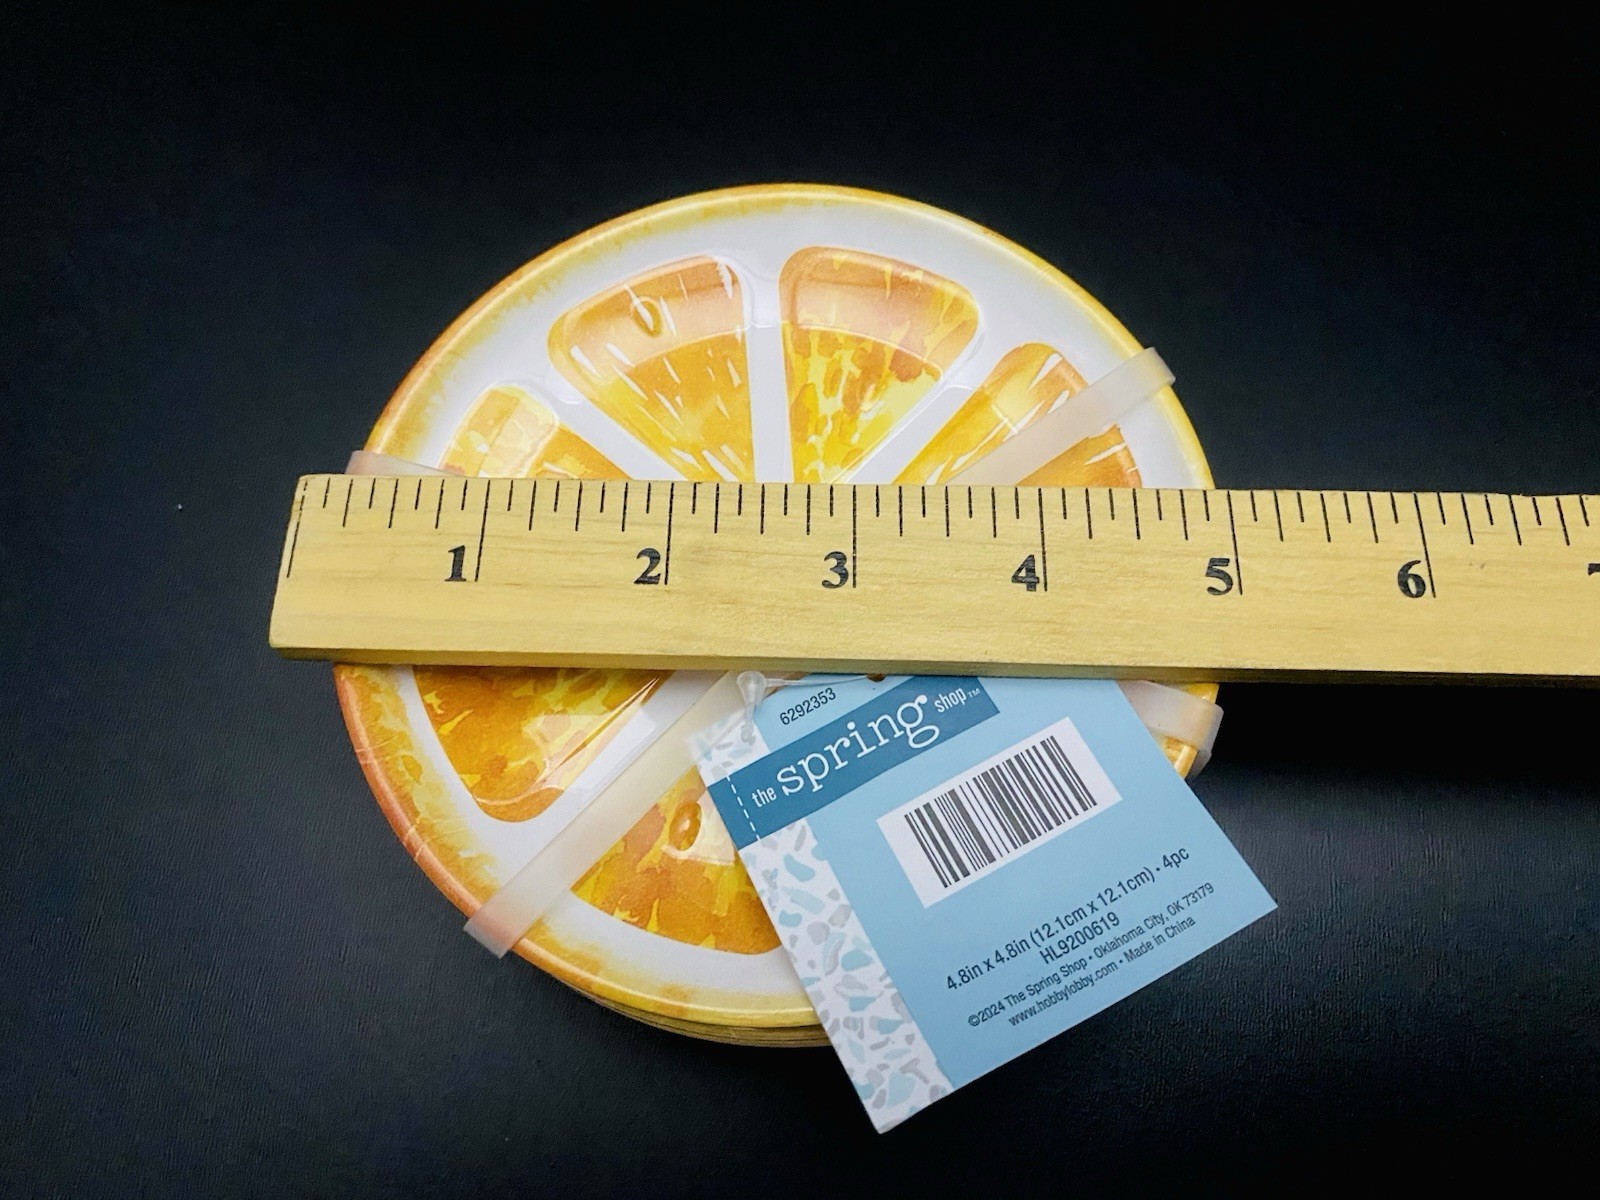 1 2 3 4 5 6
6292353
the spring shop™
4.8in x 4.8in (12.1cm x 12.1cm) • 4pc
HL9200619
©2024 The Spring Shop • Oklahoma City, OK 73179
www.hobbylobby.com • Made in China